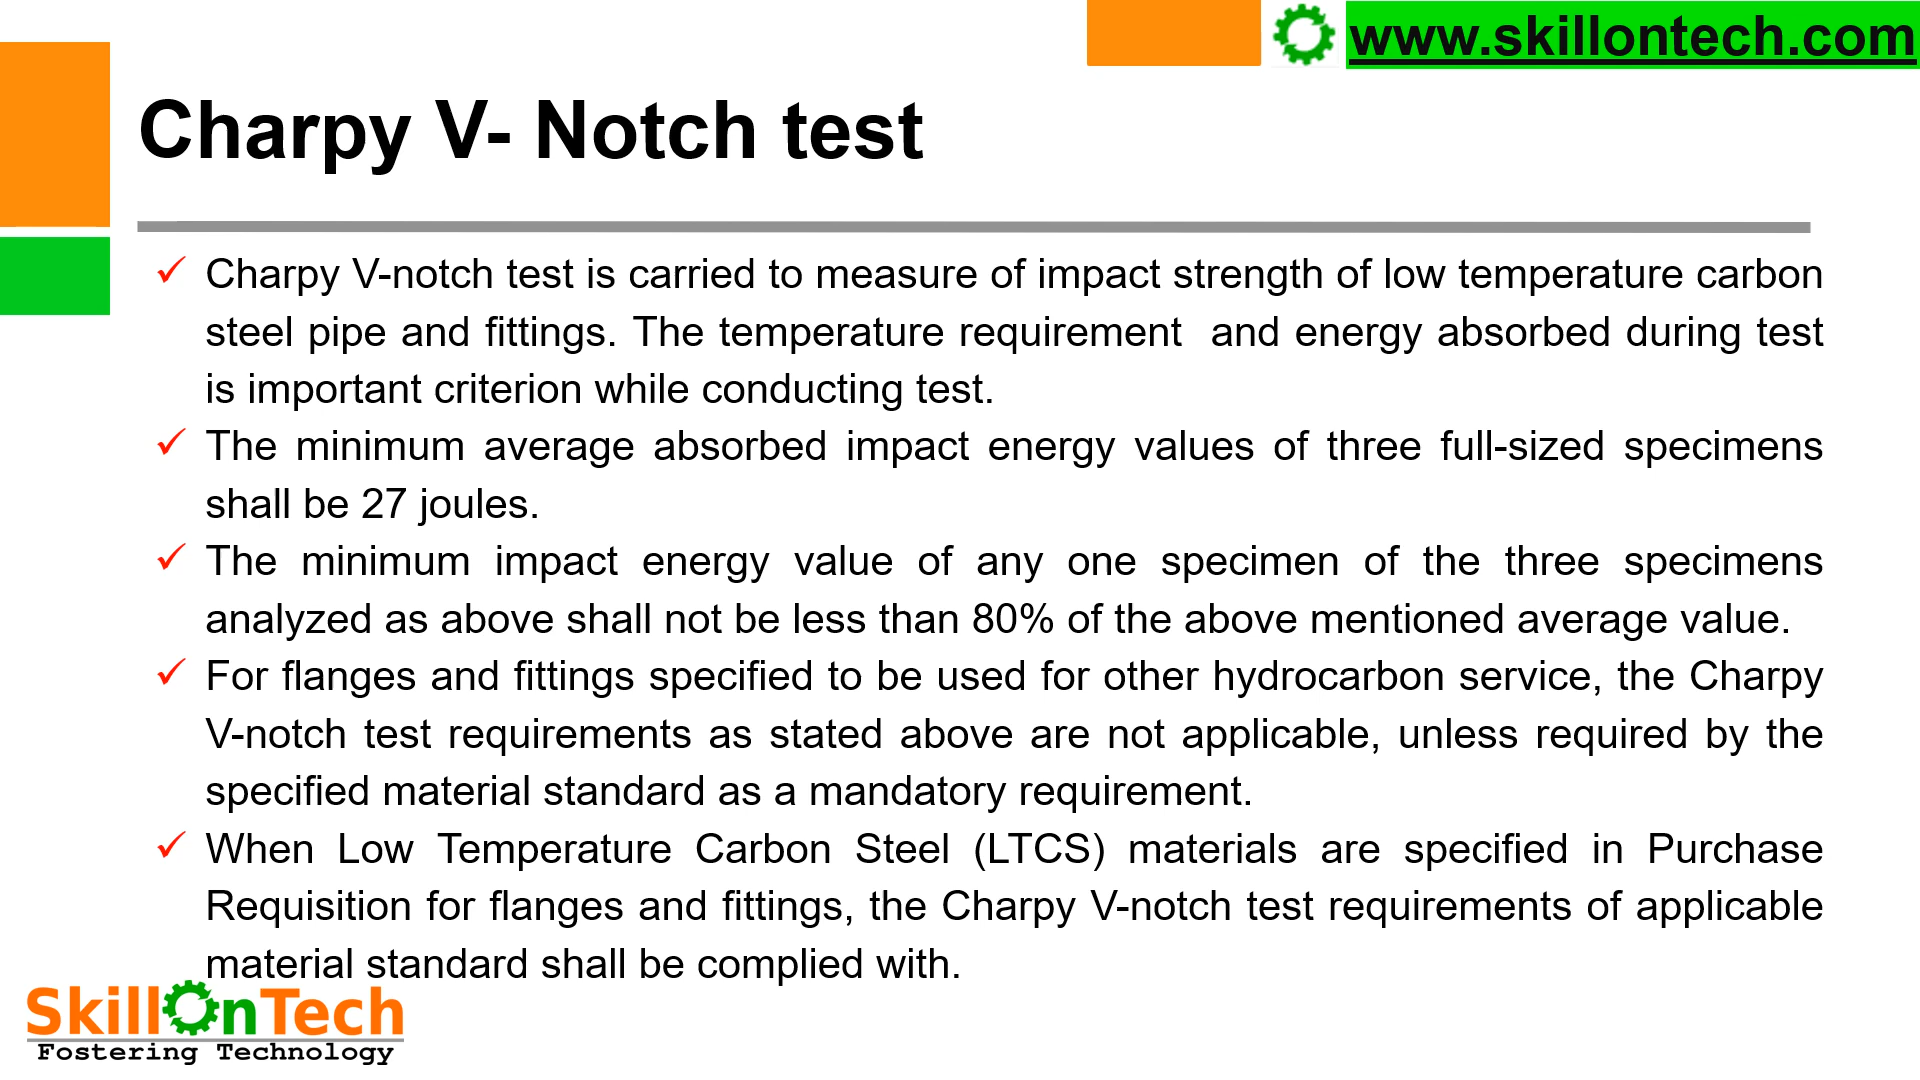 www.skillontech.com
Charpy V- Notch test
✓ Charpy V-notch test is carried to measure of impact strength of low temperature carbon
steel pipe and fittings. The temperature requirement  and energy absorbed during test
is important criterion while conducting test.
✓ The minimum average absorbed impact energy values of three full-sized specimens
shall be 27 joules.
✓ The minimum impact energy value of any one specimen of the three specimens
analyzed as above shall not be less than 80% of the above mentioned average value.
✓ For flanges and fittings specified to be used for other hydrocarbon service, the Charpy
V-notch test requirements as stated above are not applicable, unless required by the
specified material standard as a mandatory requirement.
✓ When Low Temperature Carbon Steel (LTCS) materials are specified in Purchase
Requisition for flanges and fittings, the Charpy V-notch test requirements of applicable
material standard shall be complied with.
SkillOnTech
Fostering Technology